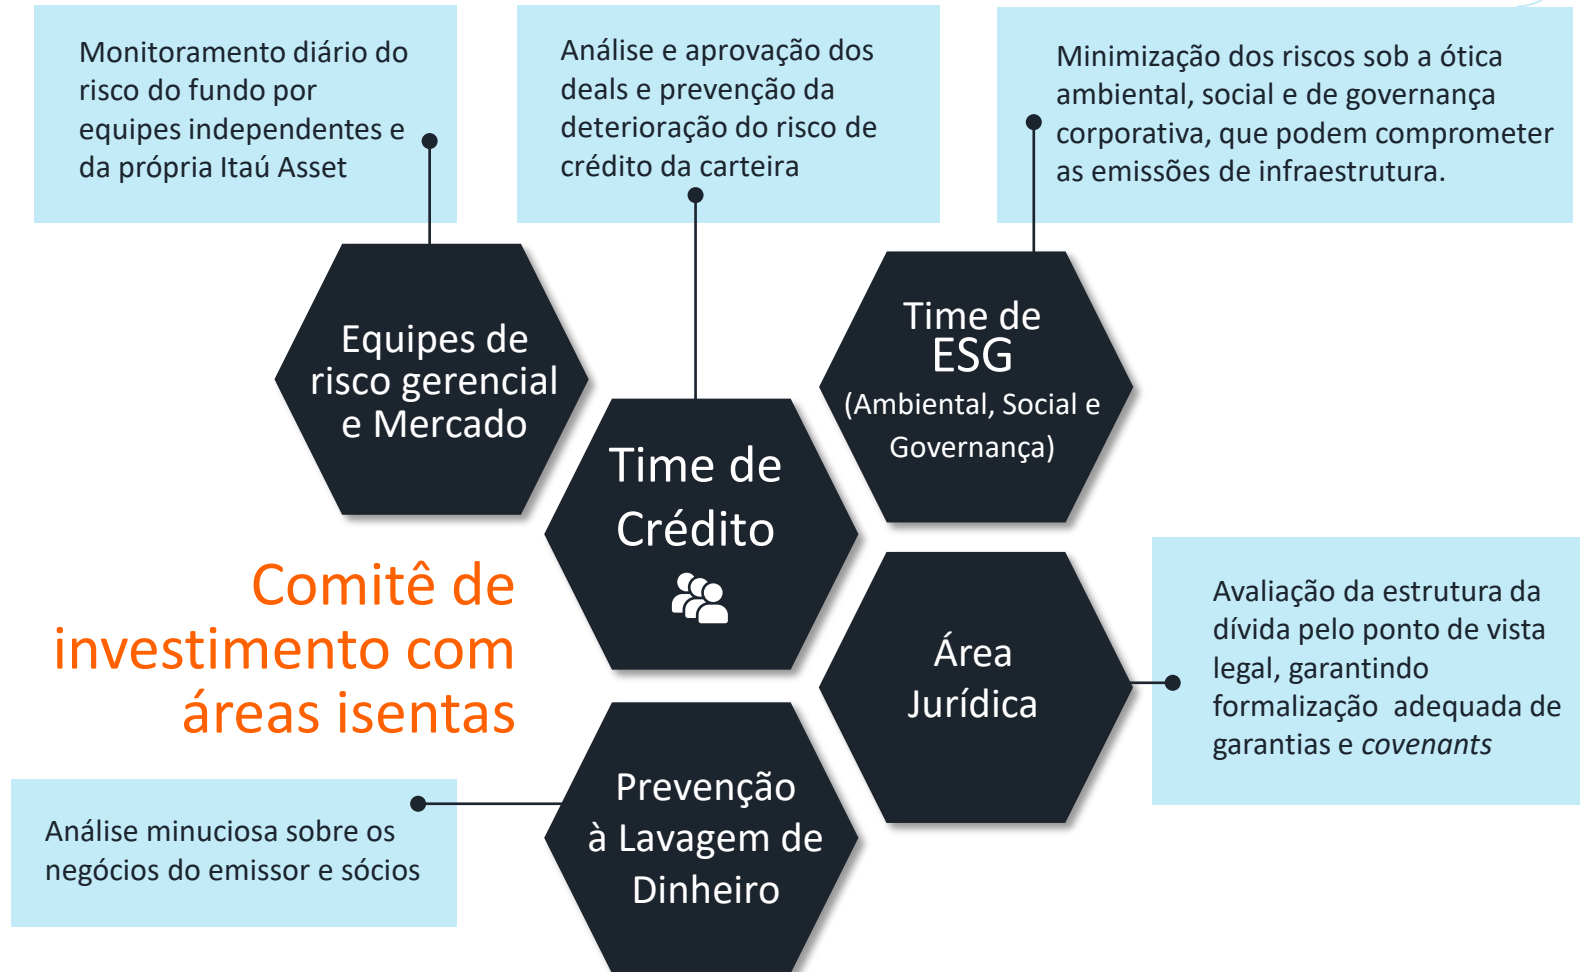 Monitoramento diário do
risco do fundo por
equipes independentes e
da própria Itaú Asset
Análise e aprovação dos
deals e prevenção da
deterioração do risco de
crédito da carteira
Minimização dos riscos sob a ótica
ambiental, social e de governança
corporativa, que podem comprometer
as emissões de infraestrutura.
Equipes de
risco gerencial
e Mercado
Time de
Crédito
Time de
ESG
(Ambiental, Social e
Governança)
Comitê de
investimento com
áreas isentas
Área
Jurídica
Avaliação da estrutura da
dívida pelo ponto de vista
legal, garantindo
formalização  adequada de
garantias e covenants
Prevenção
à Lavagem de
Dinheiro
Análise minuciosa sobre os
negócios do emissor e sócios